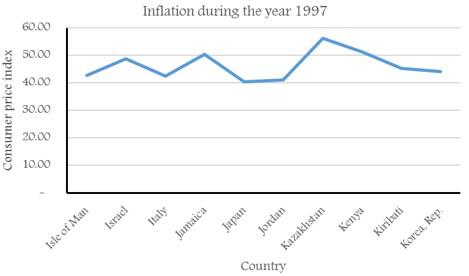 Inflation during the year 1997
Consumer price index
60.00
50.00
40.00
30.00
20.00
10.00
-
Isle of Man
Israel
Italy
Jamaica
Japan
Jordan
Kazakhstan
Kenya
Kiribati
Korea, Rep.
Country